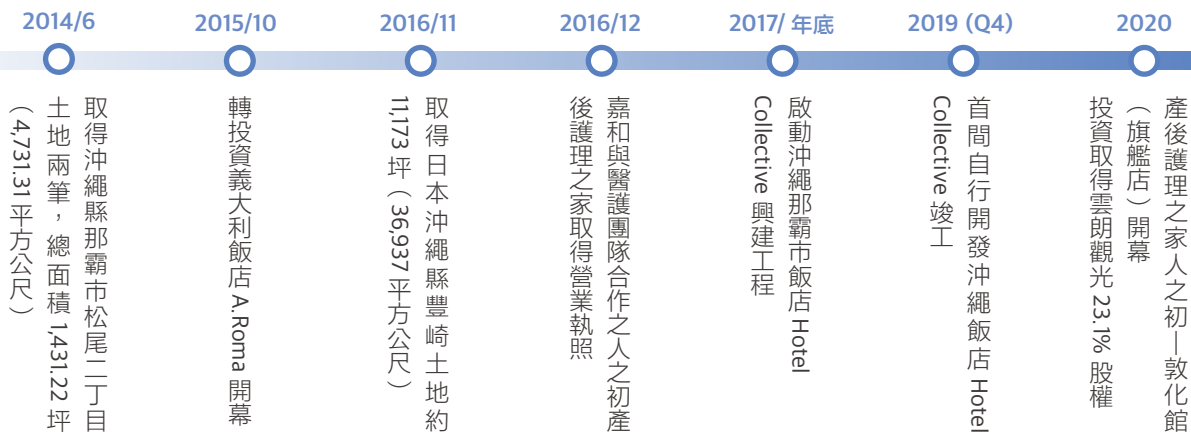 2014/6
取得沖繩縣那霸市松尾二丁目
土地兩筆，總面積 1,431.22 坪
（4,731.31 平方公尺）
2015/10
轉投資義大利飯店 A.Roma 開幕
2016/11
取得日本沖繩縣豐崎土地約
11,173 坪（36,937 平方公尺）
2016/12
嘉和與醫護團隊合作之人之初產
後護理之家取得營業執照
2017/ 年底
啟動沖繩那霸市飯店 Hotel
Collective 興建工程
2019 (Q4)
首間自行開發沖繩飯店 Hotel
Collective 竣工
2020
產後護理之家人之初—敦化館
（旗艦店）開幕
投資取得雲朗觀光 23.1% 股權